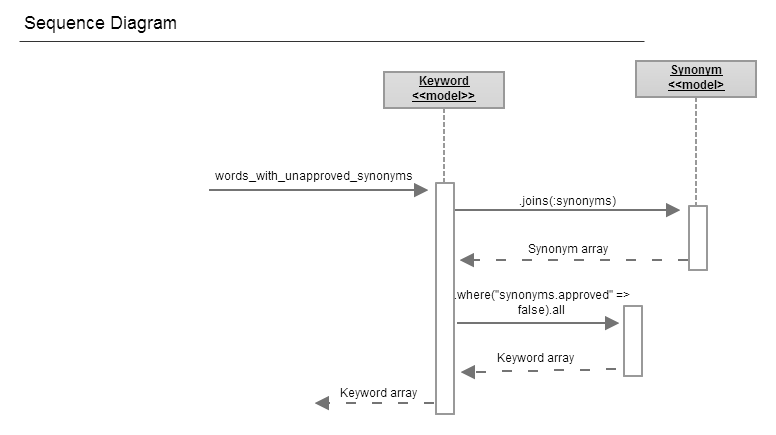 Sequence Diagram
Synonym
<<model>
Keyword
<<model>>
words_with_unapproved_synonyms
.joins(:synonyms)
Synonym array
.where("synonyms.approved" =>
false).all
Keyword array
Keyword array